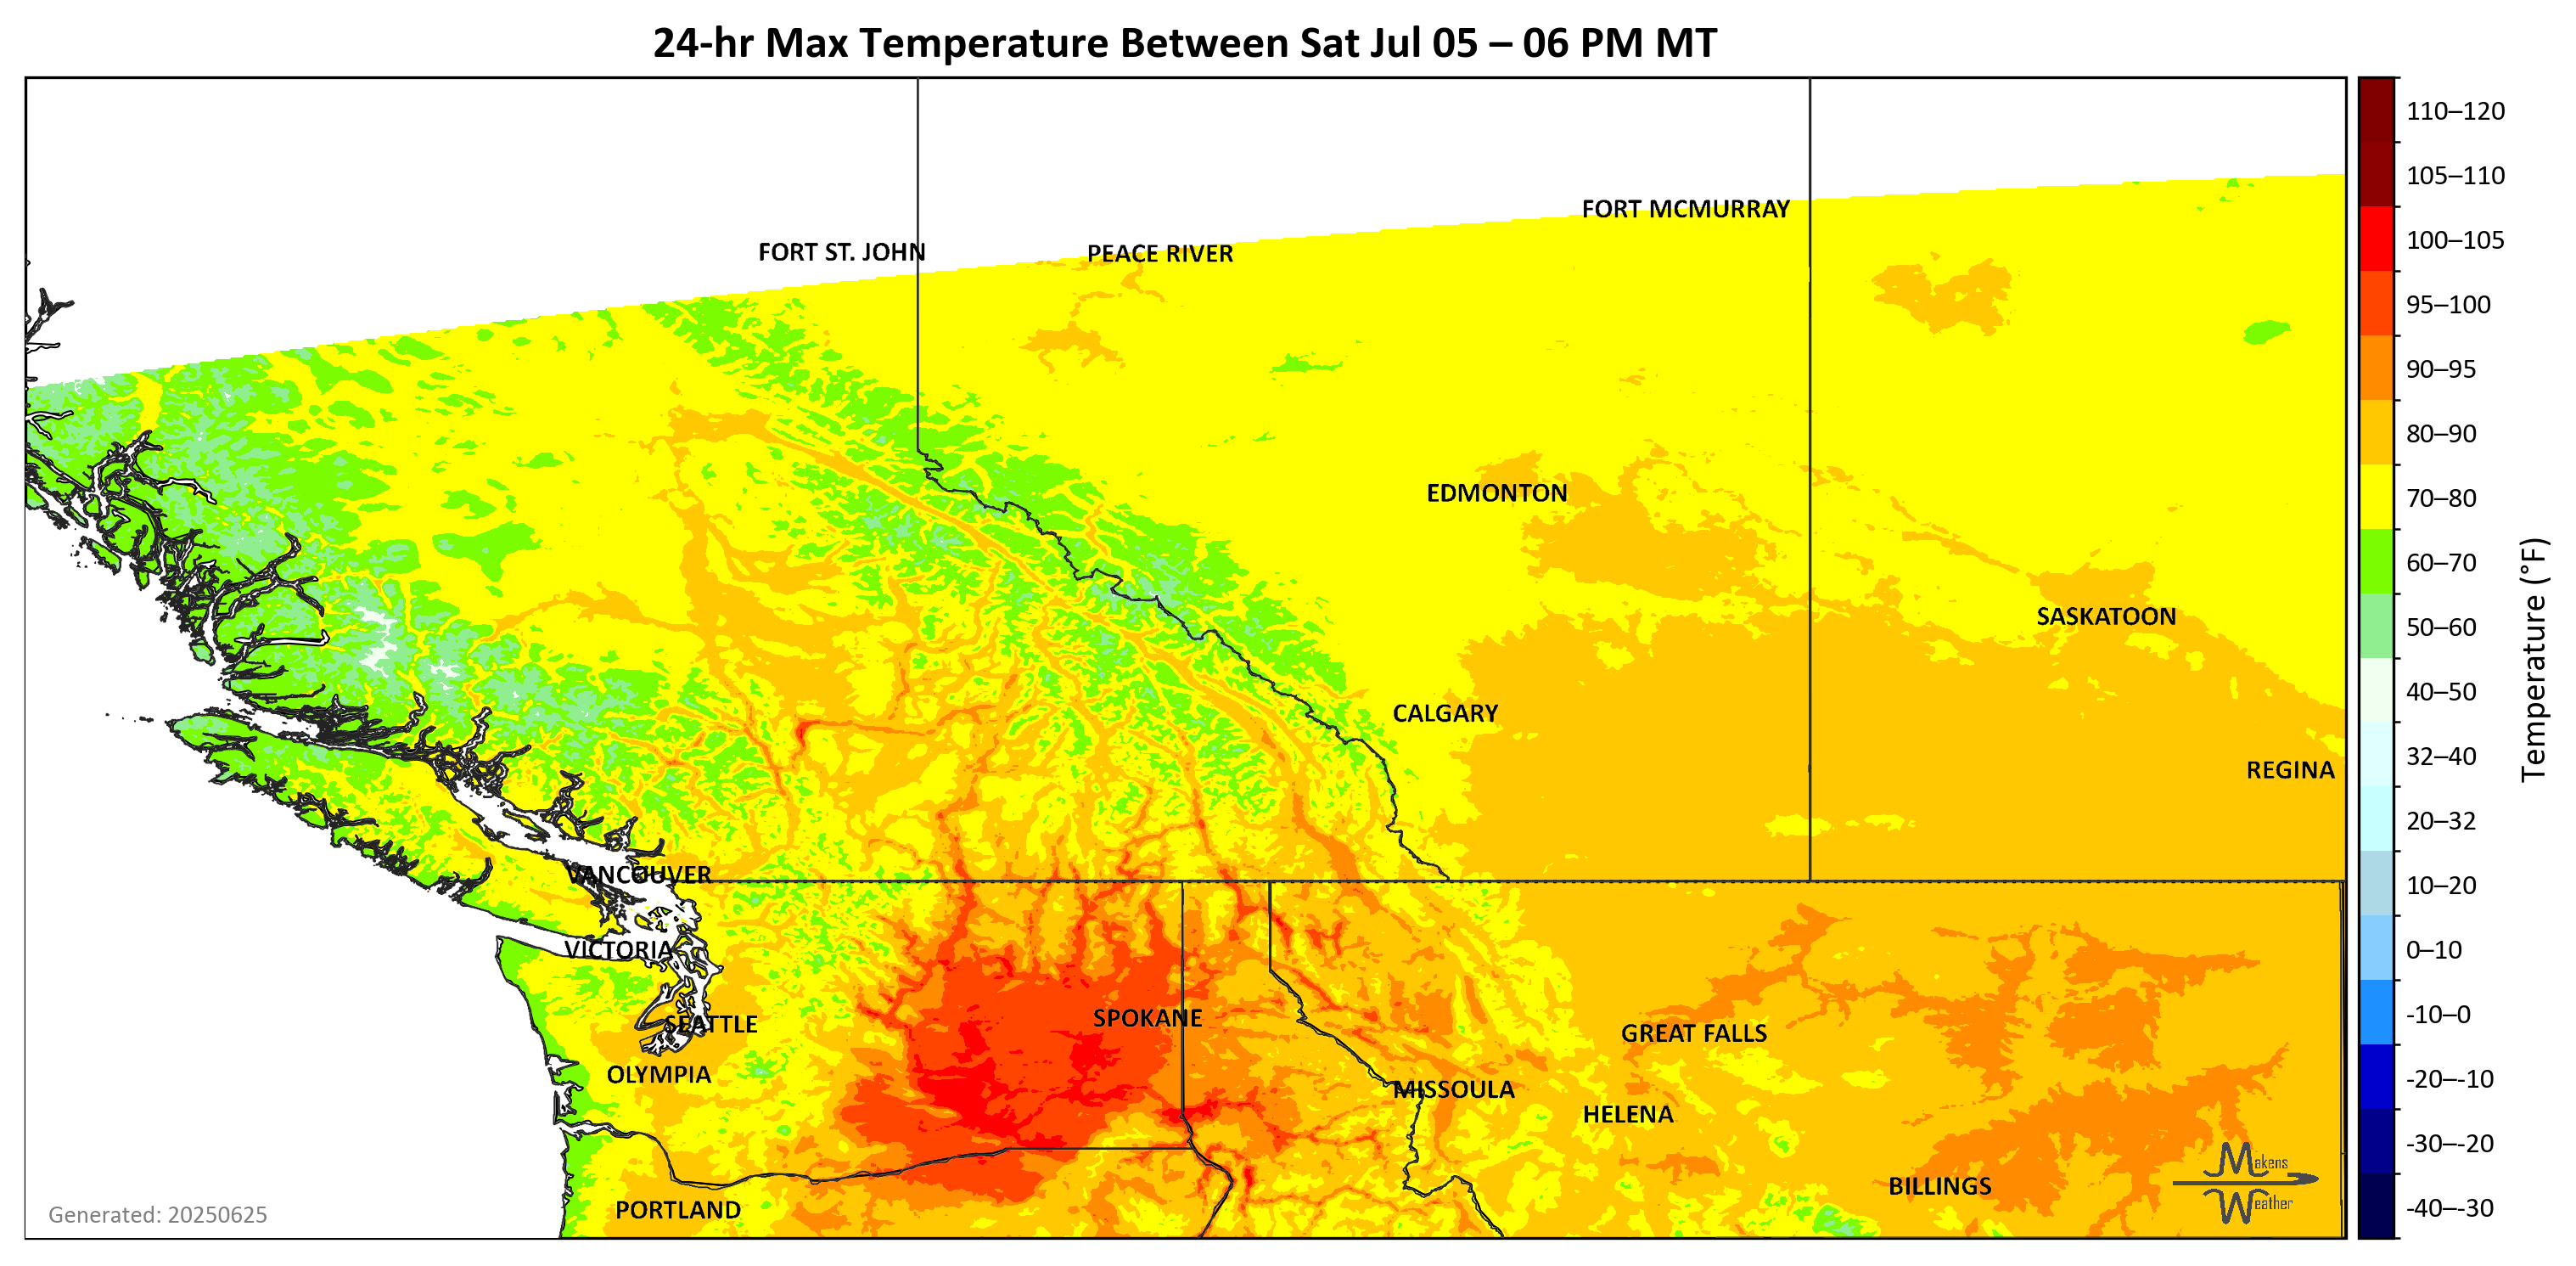 24-hr Max Temperature Between Sat Jul 05 – 06 PM MT
110–120
105–110
FORT MCMURRAY
100–105
FORT ST. JOHN
PEACE RIVER
95–100
90–95
80–90
EDMONTON
70–80
60–70
SASKATOON
50–60
Temperature (°F)
40–50
CALGARY
32–40
REGINA
20–32
VANCOUVER
10–20
VICTORIA
0–10
SEATTLE
SPOKANE
GREAT FALLS
-10–0
OLYMPIA
MISSOULA
-20–-10
HELENA
-30–-20
Makens
Weather
BILLINGS
PORTLAND
-40–-30
Generated: 20250625